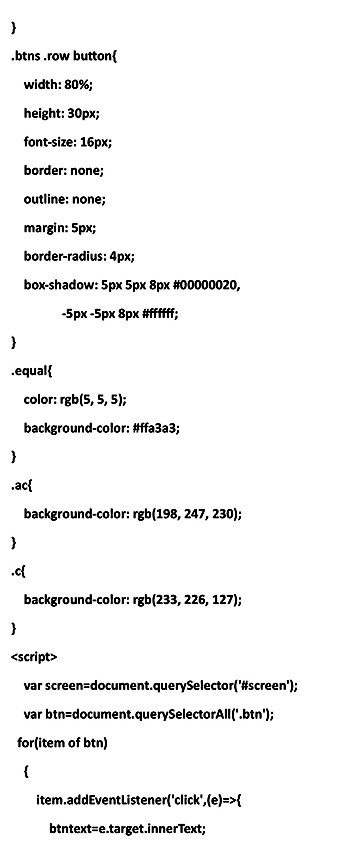 }
.btns .row button{
width: 80%;
height: 30px;
font-size: 16px;
border: none;
outline: none;
margin: 5px;
border-radius: 4px;
box-shadow: 5px 5px 8px #00000020,
-5px -5px 8px #ffffff;
}
.equal{
color: rgb(5, 5, 5);
background-color: #ffa3a3;
}
.ac{
background-color: rgb(198, 247, 230);
}
.c{
background-color: rgb(233, 226, 127);
}
<script>
var screen=document.querySelector('#screen');
var btn=document.querySelectorAll('.btn');
for(item of btn)
{
item.addEventListener('click',(e)=>{
btntext=e.target.innerText;